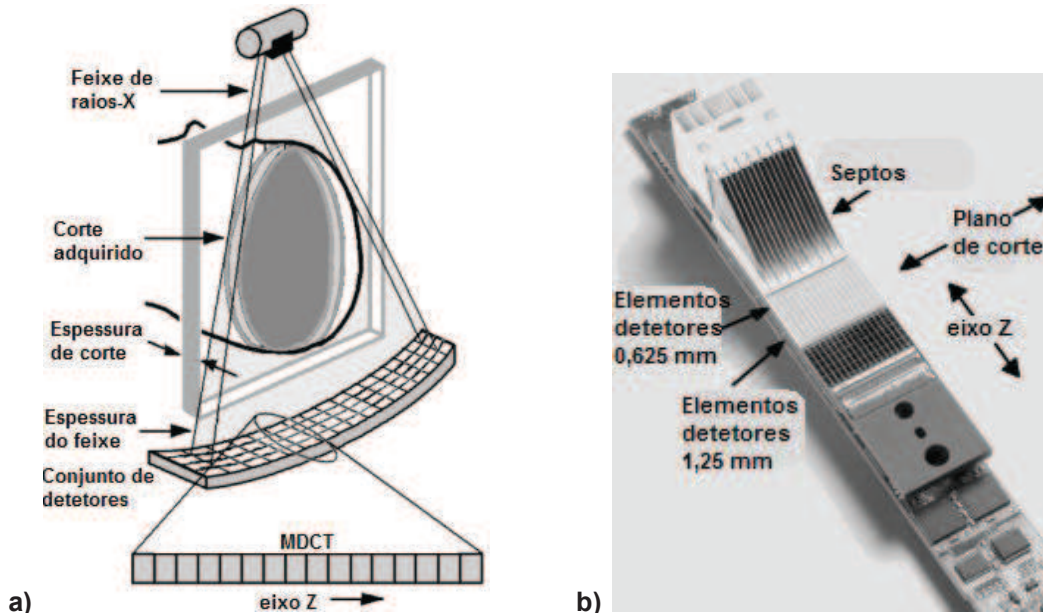 Feixe de
raios-X
Corte
adquirido
Espessura
de corte
Espessura
do feixe
Conjunto de
detetores
MDCT
eixo Z
a)
Septos
Plano
de corte
eixo Z
Elementos
detetores
0,625 mm
Elementos
detetores
1,25 mm
b)